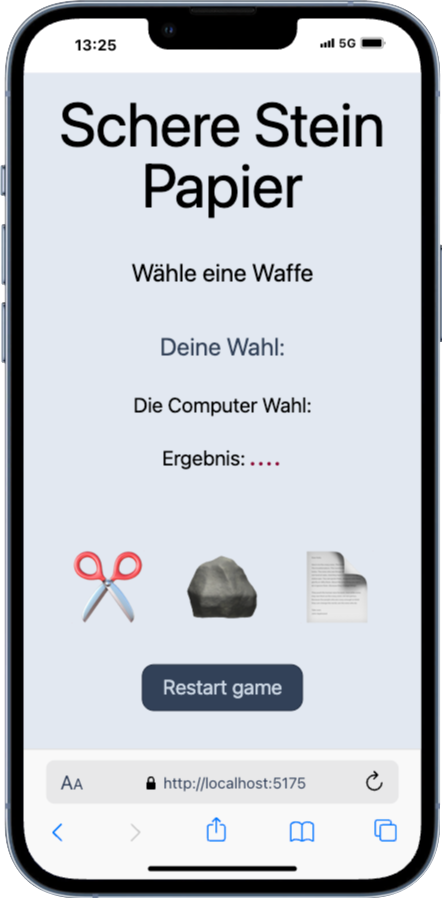 13:25
5G
Schere Stein
Papier
Wähle eine Waffe
Deine Wahl:
Die Computer Wahl:
Ergebnis: ....
Restart game
AA
http://localhost:5175